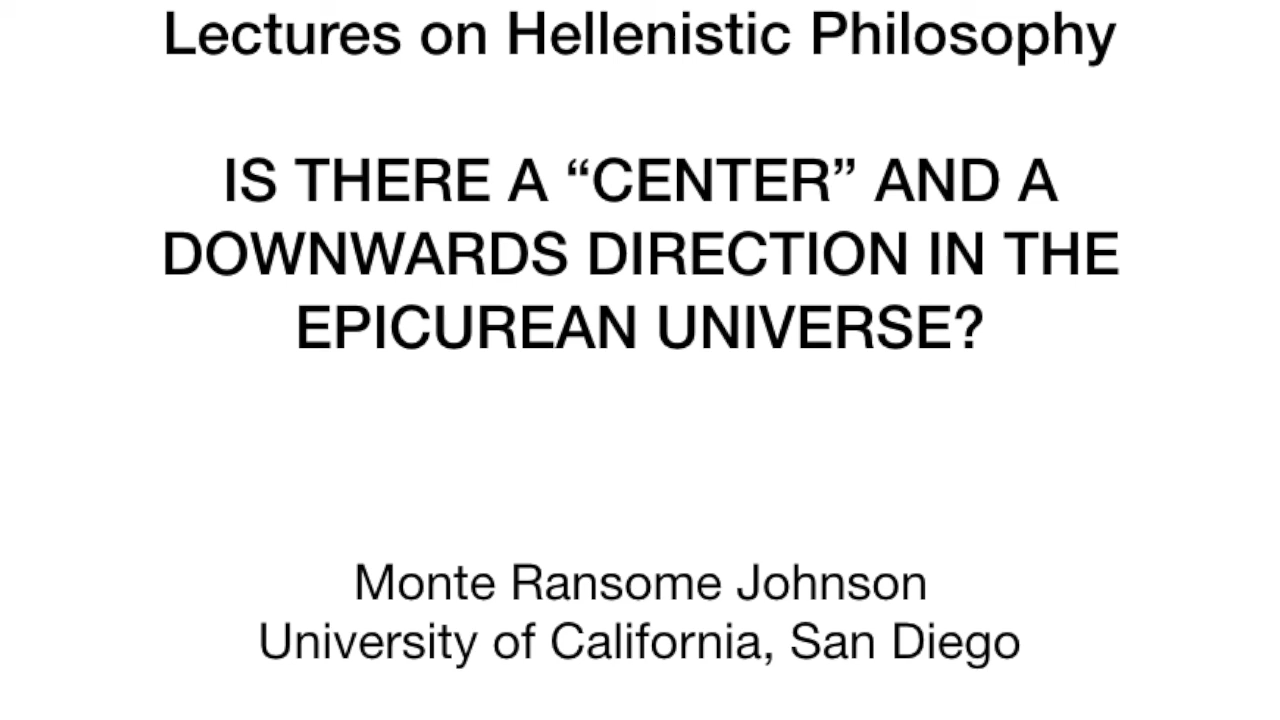 Lectures on Hellenistic Philosophy
IS THERE A “CENTER” AND A
DOWNWARDS DIRECTION IN THE
EPICUREAN UNIVERSE?
Monte Ransome Johnson
University of California, San Diego